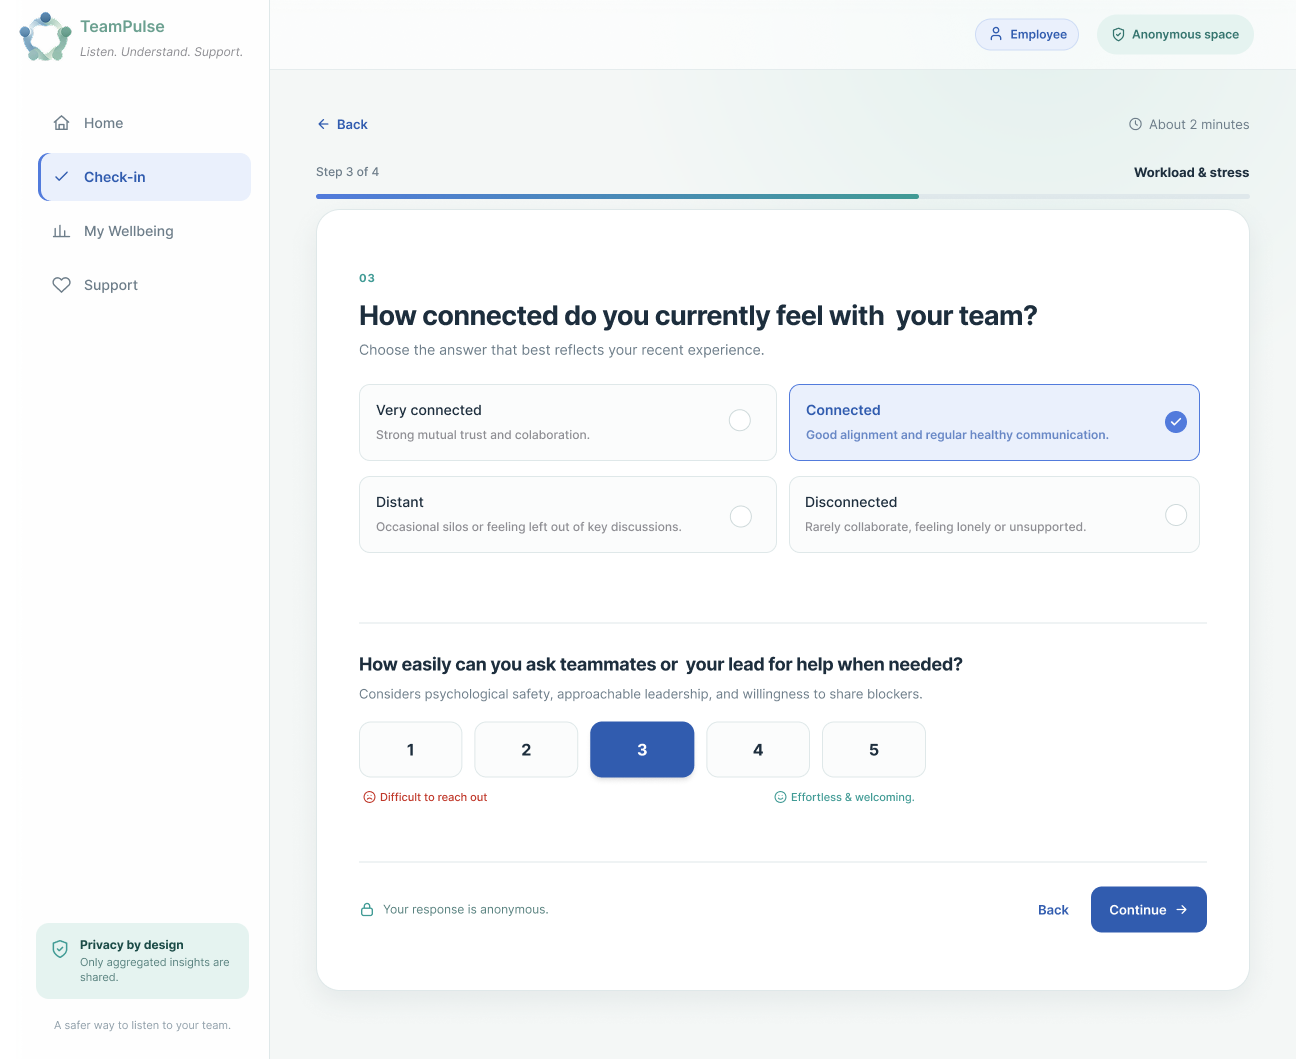 TeamPulse
Listen. Understand. Support.
Employee
Anonymous space
Home
Check-in
My Wellbeing
Support
Back
About 2 minutes
Step 3 of 4
Workload & stress
03
How connected do you currently feel with  your team?
Choose the answer that best reflects your recent experience.
Very connected
Strong mutual trust and colaboration.
Connected
Good alignment and regular healthy communication.
Distant
Occasional silos or feeling left out of key discussions.
Disconnected
Rarely collaborate, feeling lonely or unsupported.
How easily can you ask teammates or  your lead for help when needed?
Considers psychological safety, approachable leadership, and willingness to share blockers.
1
2
3
4
5
Difficult to reach out
Effortless & welcoming.
Your response is anonymous.
Back
Continue
Privacy by design
Only aggregated insights are
shared.
A safer way to listen to your team.